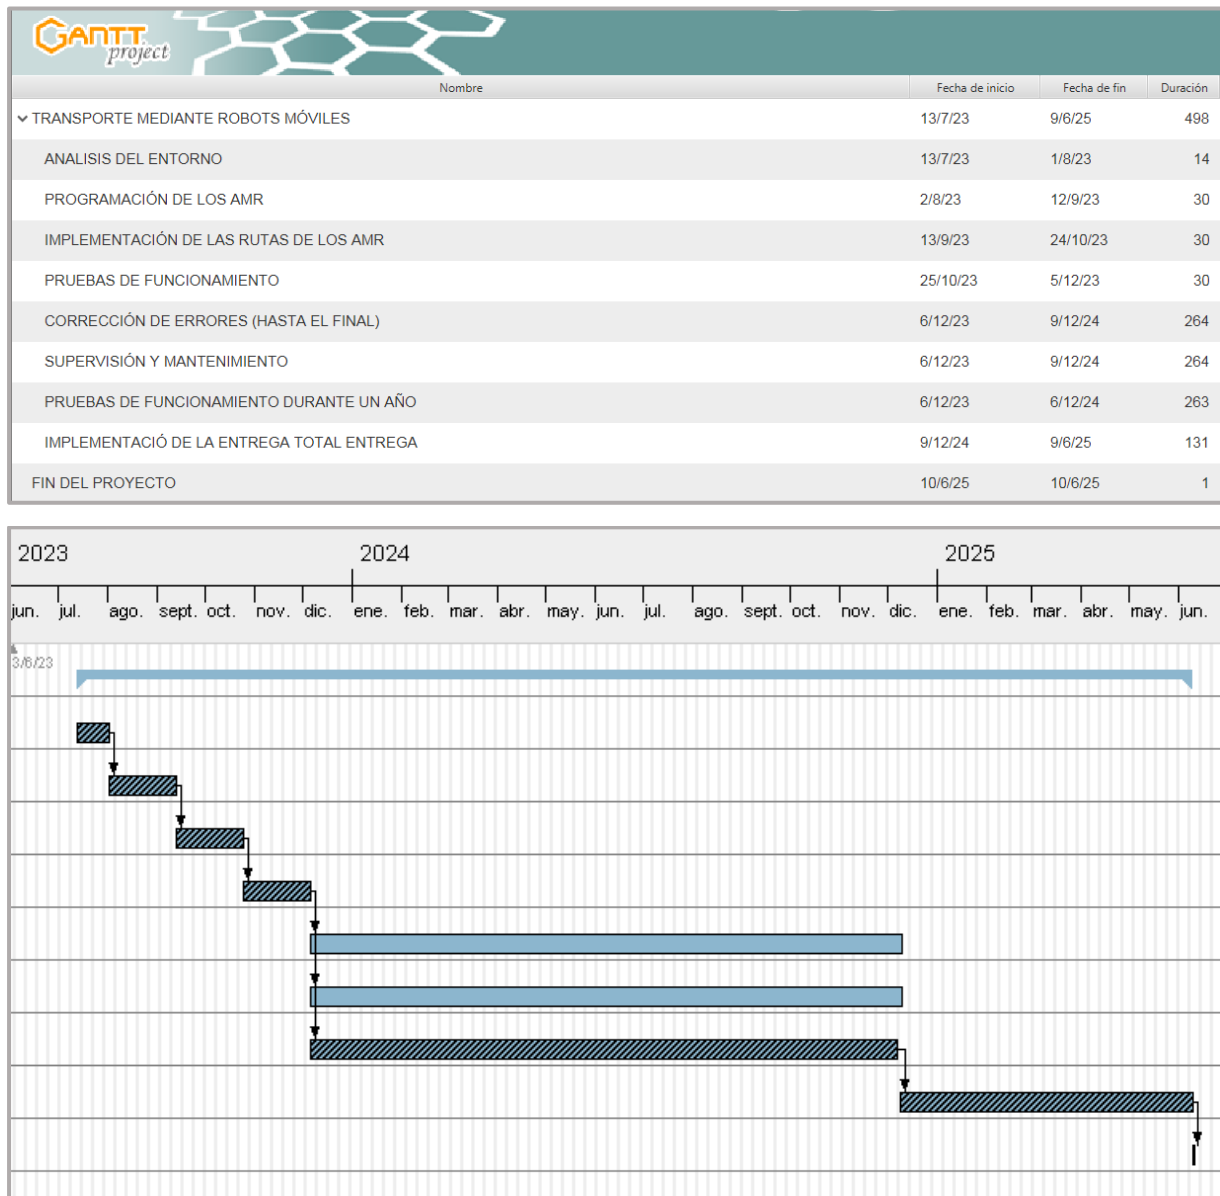 GANTT
project
Nombre Fecha de inicio Fecha de fin Duración
TRANSPORTE MEDIANTE ROBOTS MÓVILES 13/7/23 9/6/25 498
ANALISIS DEL ENTORNO 13/7/23 1/8/23 14
PROGRAMACIÓN DE LOS AMR 2/8/23 12/9/23 30
IMPLEMENTACIÓN DE LAS RUTAS DE LOS AMR 13/9/23 24/10/23 30
PRUEBAS DE FUNCIONAMIENTO 25/10/23 5/12/23 30
CORRECCIÓN DE ERRORES (HASTA EL FINAL) 6/12/23 9/12/24 264
SUPERVISIÓN Y MANTENIMIENTO 6/12/23 9/12/24 264
PRUEBAS DE FUNCIONAMIENTO DURANTE UN AÑO 6/12/23 6/12/24 263
IMPLEMENTACIÓ DE LA ENTREGA TOTAL ENTREGA 9/12/24 9/6/25 131
FIN DEL PROYECTO 10/6/25 10/6/25 1
2023 2024 2025
jun. jul. ago. sept. oct. nov. dic. ene. feb. mar. abr. may. jun. jul. ago. sept. oct. nov. dic. ene. feb. mar. abr. may. jun.
3/6/23